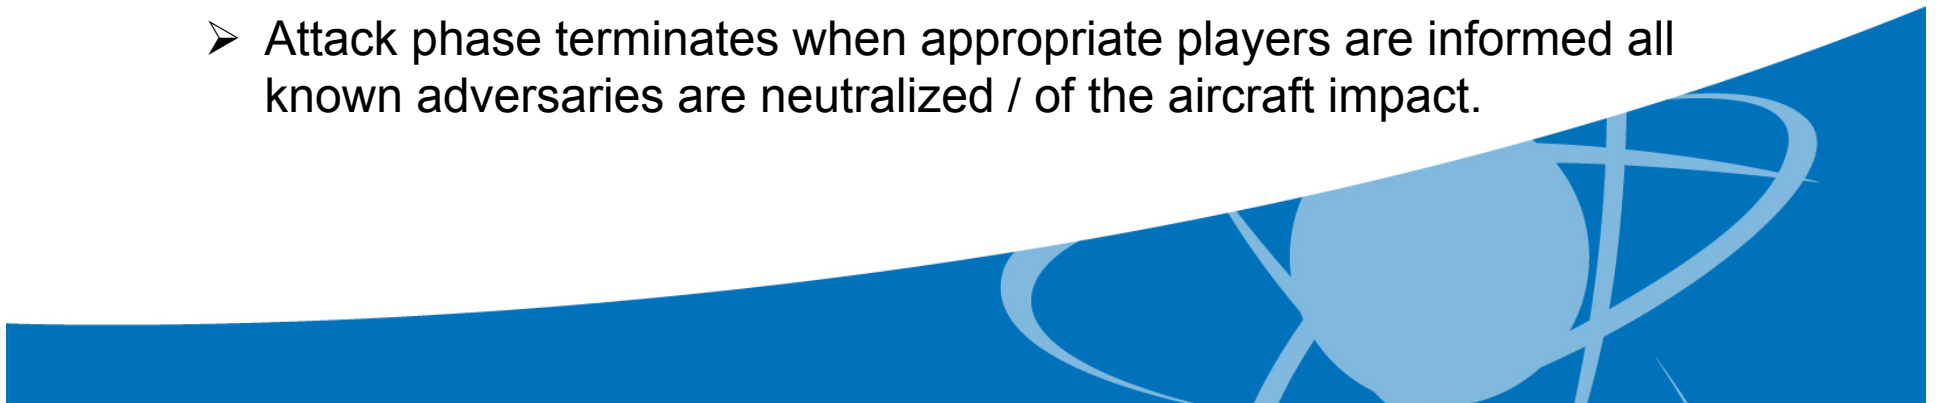 ➢ Attack phase terminates when appropriate players are informed all
known adversaries are neutralized / of the aircraft impact.